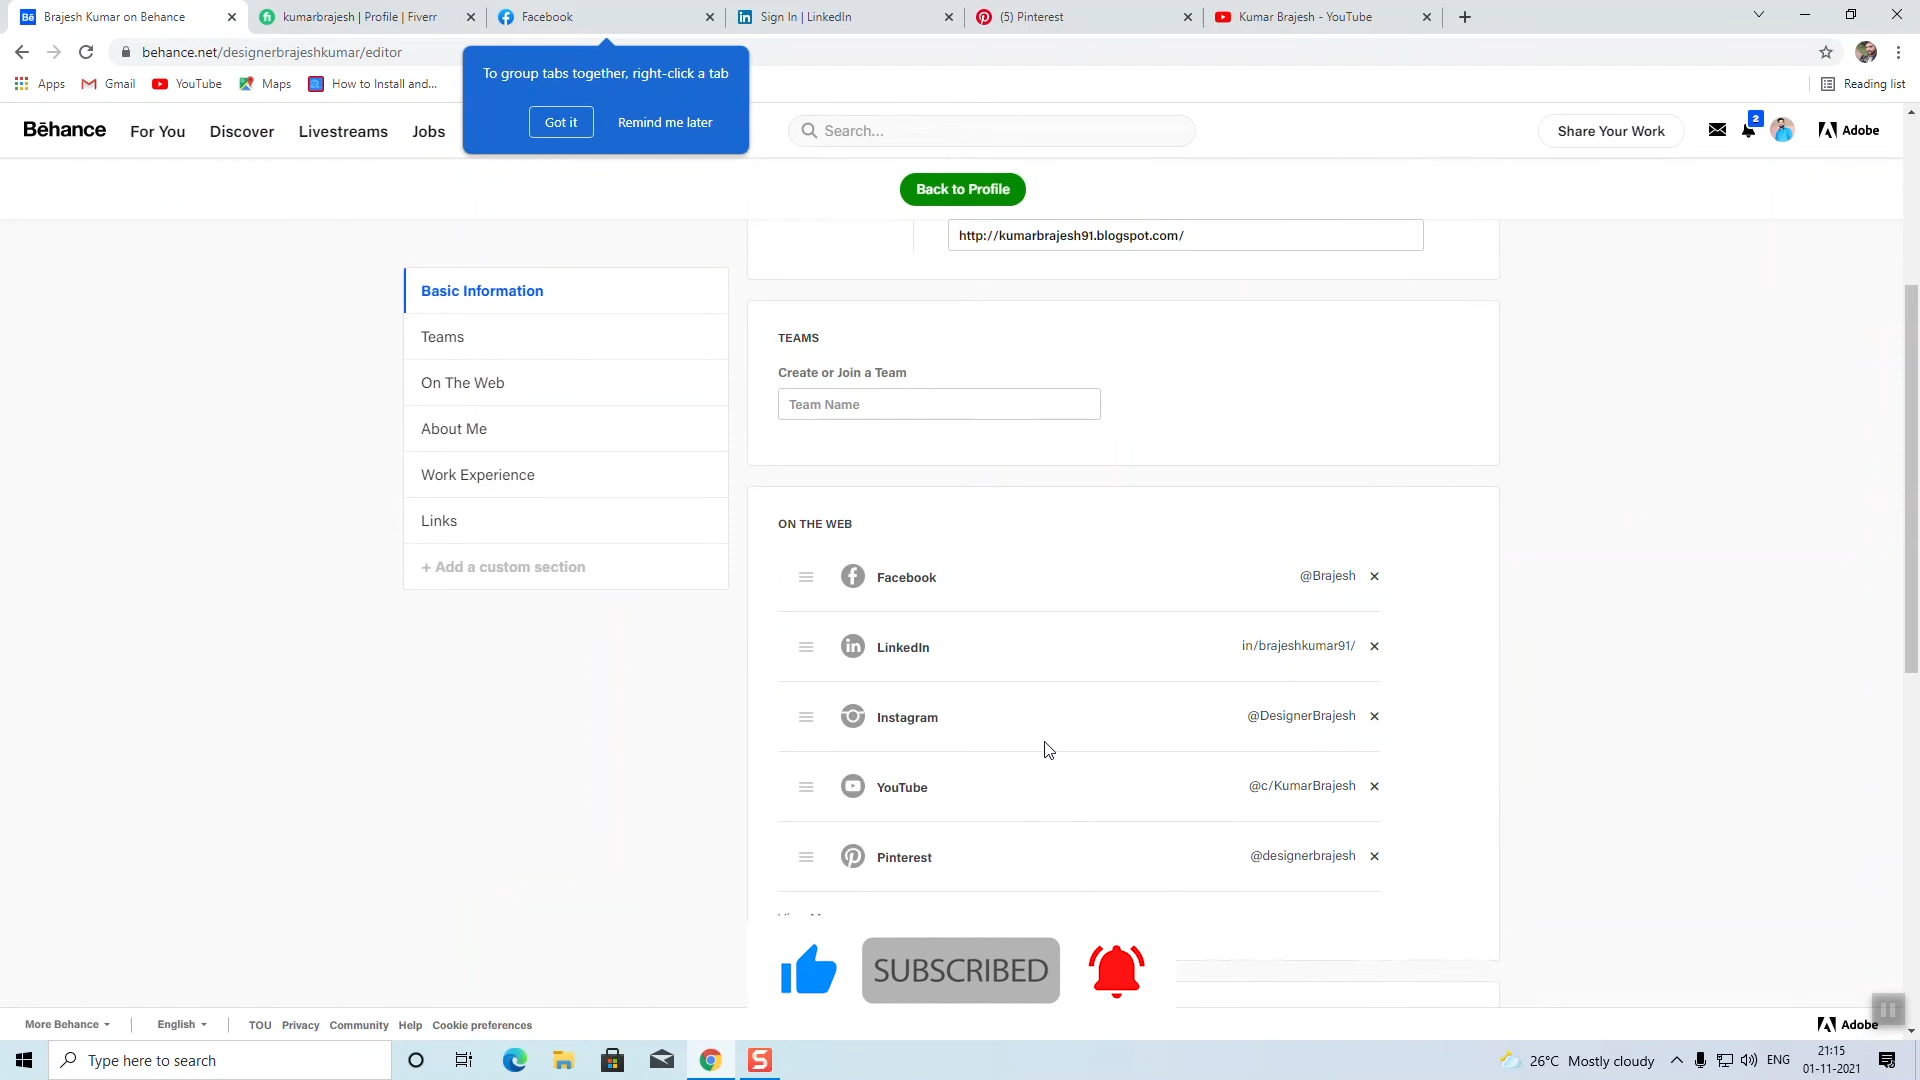 Bē Brajesh Kumar on Behance
kumarbrajesh | Profile | Fiverr
Facebook
Sign In | LinkedIn
(5) Pinterest
Kumar Brajesh - YouTube
behance.net/designerbrajeshkumar/editor
To group tabs together, right-click a tab
Got it
Remind me later
Apps
Gmail
YouTube
Maps
How to Install and...
Reading list
Bēhance
For You
Discover
Livestreams
Jobs
Search...
Share Your Work
2
Adobe
Back to Profile
http://kumarbrajesh91.blogspot.com/
Basic Information
Teams
On The Web
About Me
Work Experience
Links
+ Add a custom section
TEAMS
Create or Join a Team
Team Name
ON THE WEB
Facebook @Brajesh
LinkedIn in/brajeshkumar91/
Instagram @DesignerBrajesh
YouTube @c/KumarBrajesh
Pinterest @designerbrajesh
SUBSCRIBED
More Behance
English
TOU Privacy Community Help Cookie preferences
Adobe
Type here to search
26°C Mostly cloudy
ENG
21:15
01-11-2021